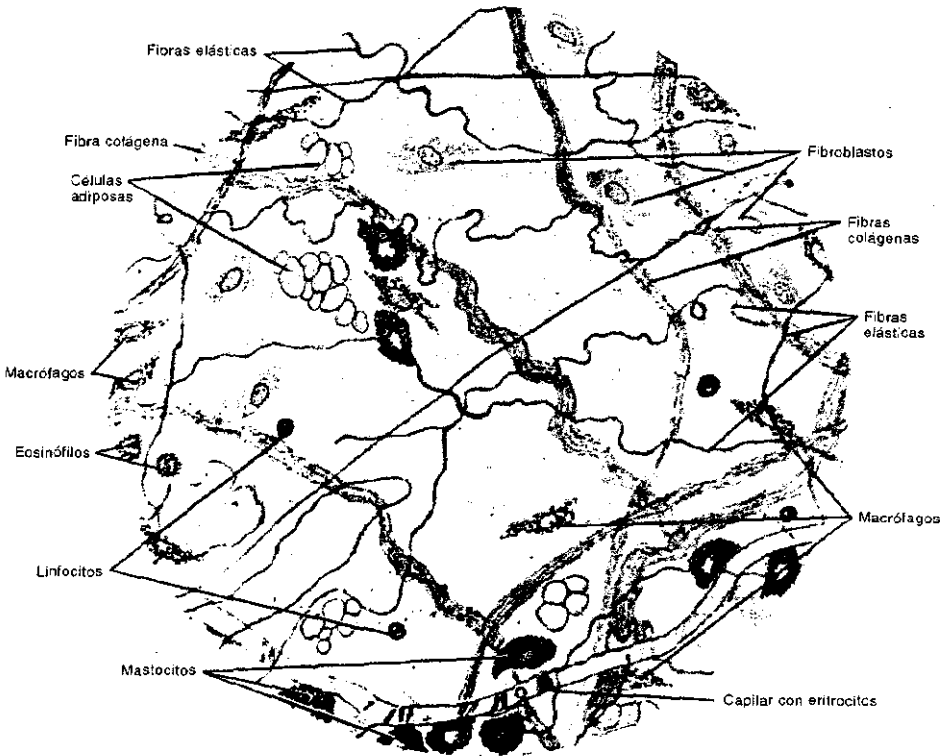 Fibras elásticas
Fibra colágena
Células
adiposas
Macrófagos
Eosinófilos
Linfocitos
Mastocitos
Fibroblastos
Fibras
colágenas
Fibras
elásticas
Macrófagos
Capilar con eritrocitos